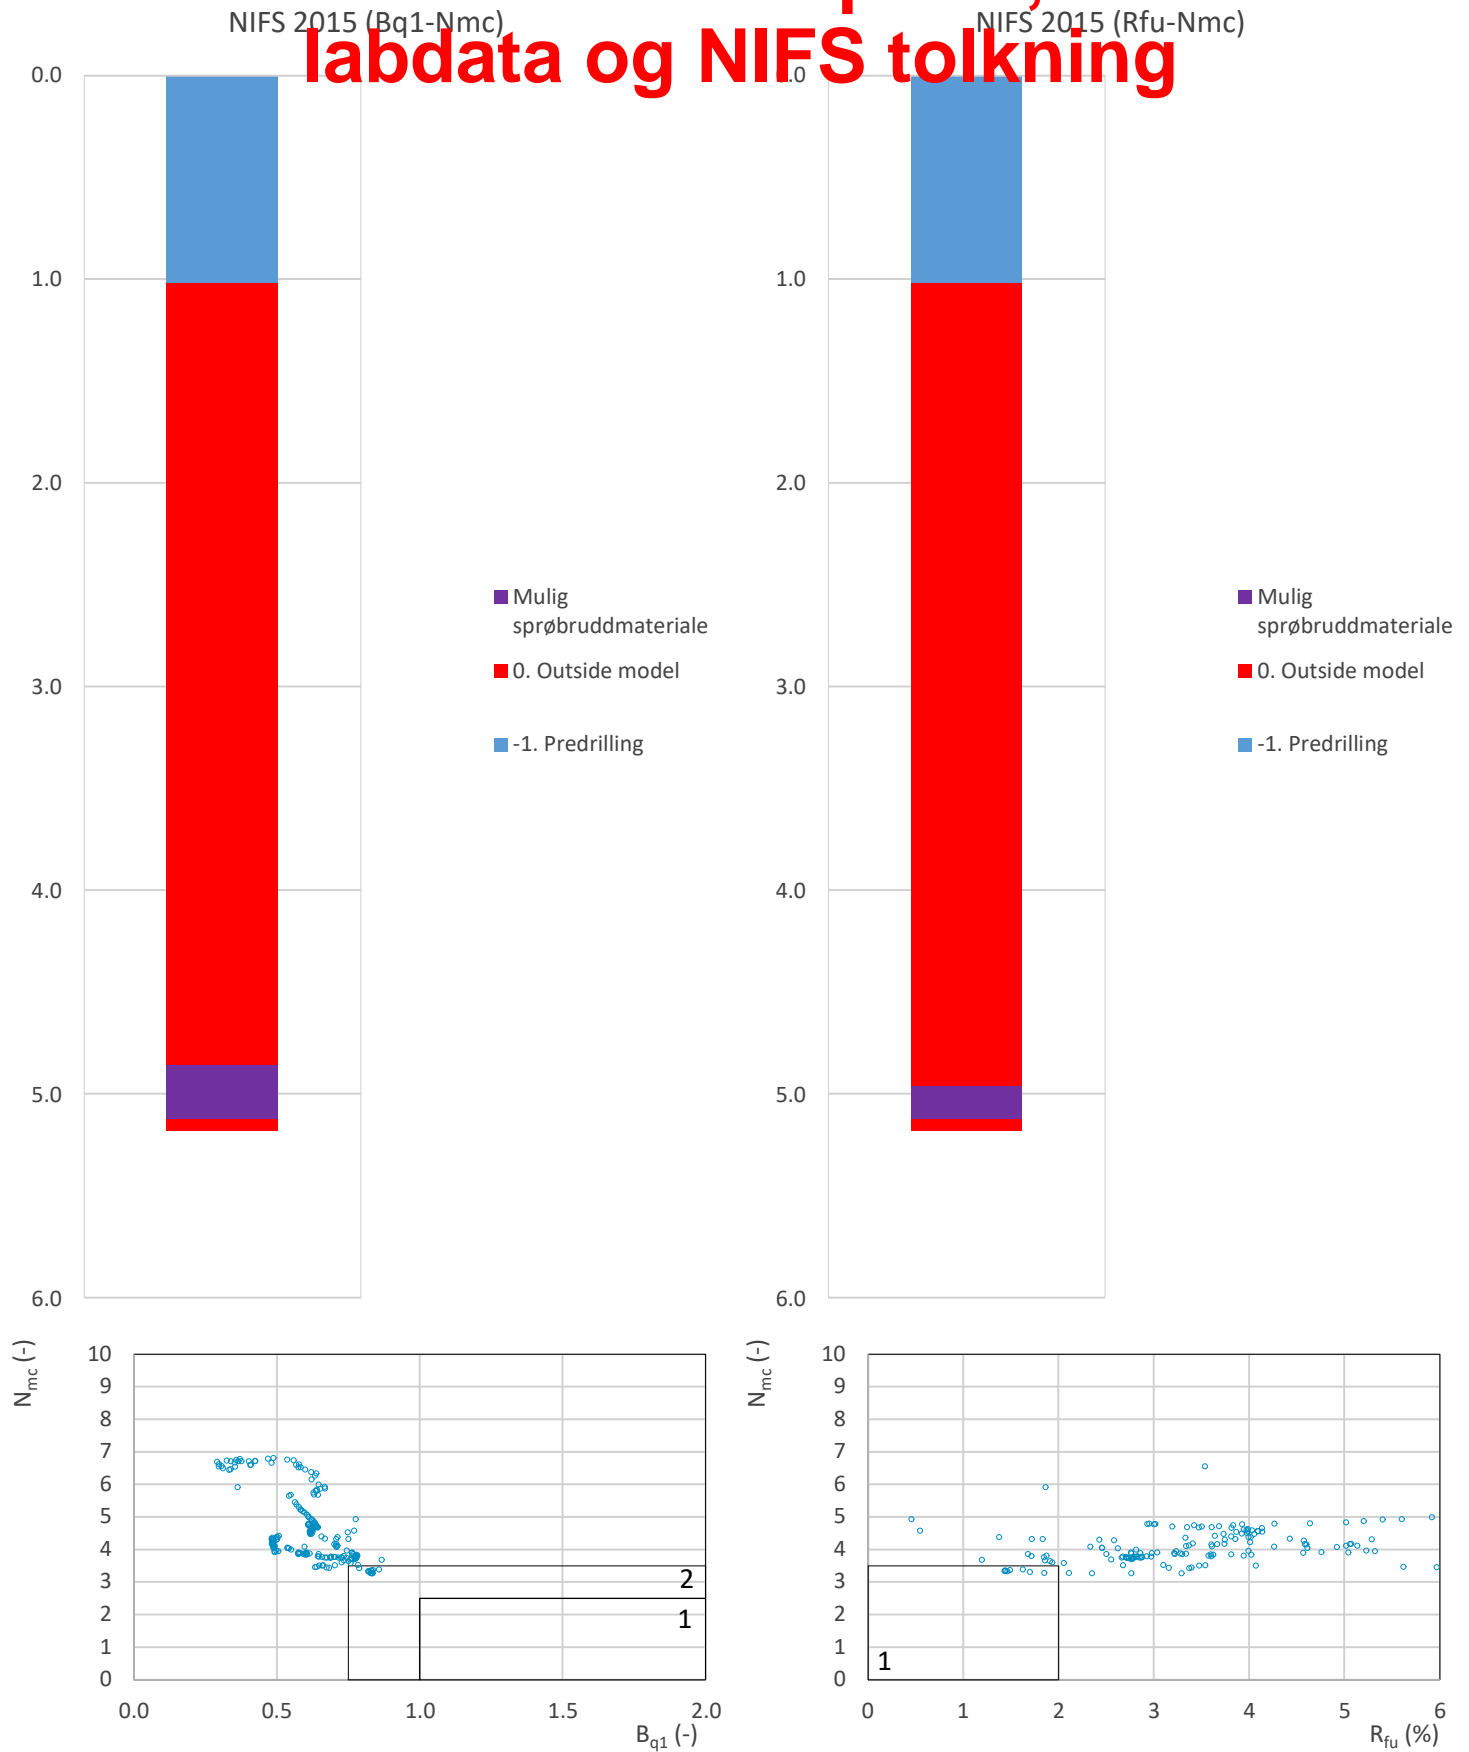 NIFS 2015 (Bq1-Nmc)
NIFS 2015 (Rfu-Nmc)
labdata og NIFS tolkning
0.0
1.0
2.0
3.0
4.0
5.0
6.0
Mulig
sprøbruddmateriale
0. Outside model
-1. Predrilling
.0
1.0
2.0
3.0
4.0
5.0
6.0
Mulig
sprøbruddmateriale
0. Outside model
-1. Predrilling
Nmc (-)
10
9
8
7
6
5
4
3
2
1
0
2
1
0.0 0.5 1.0 1.5 2.0
Bq1 (-)
Nmc (-)
10
9
8
7
6
5
4
3
2
1
0
1
0 1 2 3 4 5 6
Rfu (%)